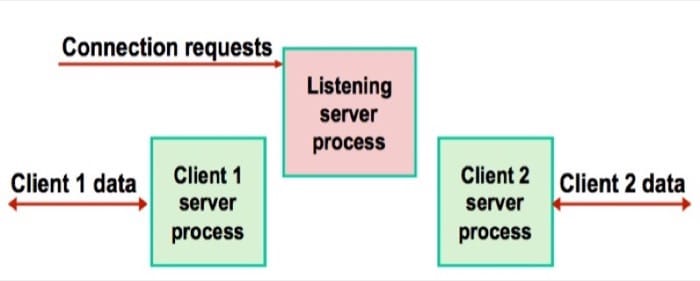 Connection requests
Listening
server
process
Client 1 data
Client 1
server
process
Client 2
server
process
Client 2 data